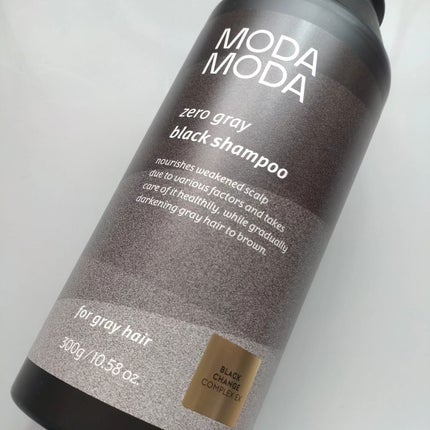 MODA
MODA
zero gray
black shampoo
nourishes weakened scalp
due to various factors and takes
care of it healthily, while gradually
darkening gray hair to brown.
for gray hair
300g/10.58 oz.
BLACK
CHANGE
COMPLEX EX